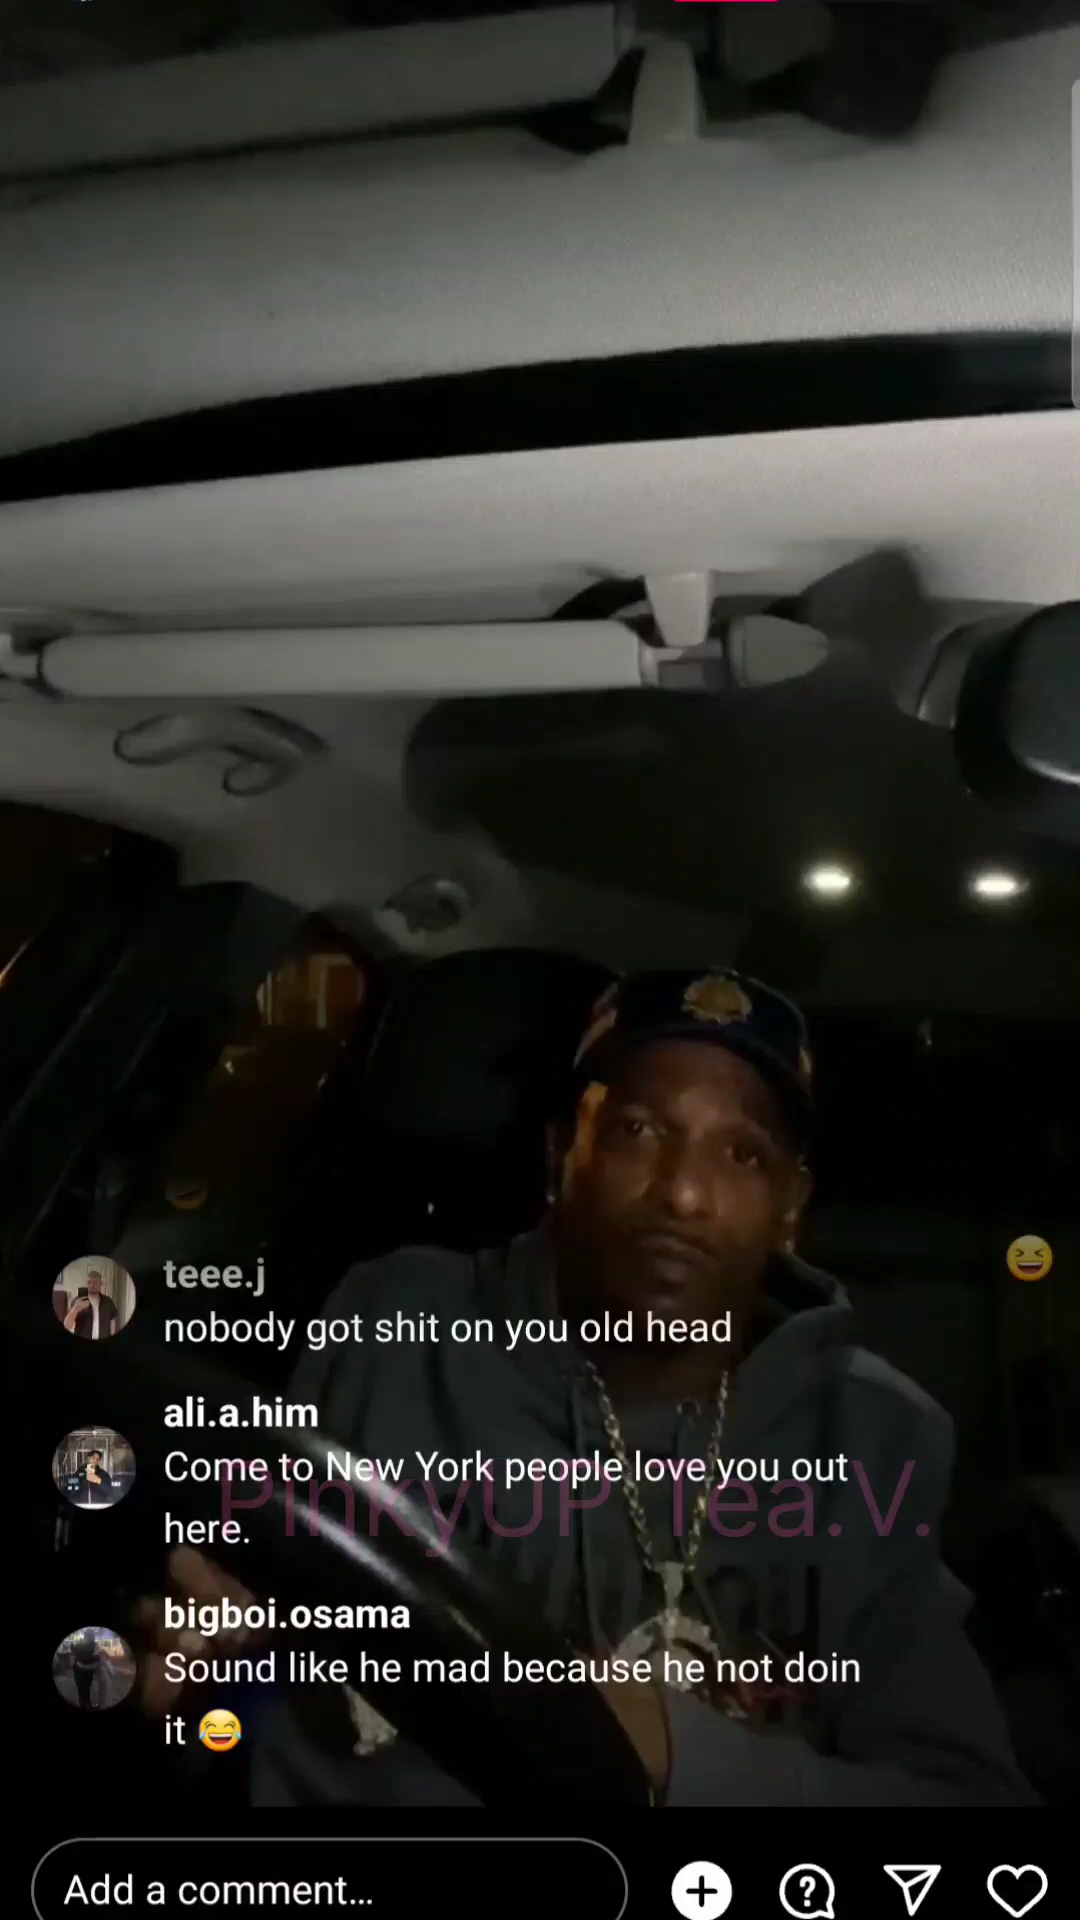 teee.j
nobody got shit on you old head
ali.a.him
Come to New York people love you out
here.
PinkyUP Tea.V.
bigboi.osama
Sound like he mad because he not doin
it 😂
Add a comment...